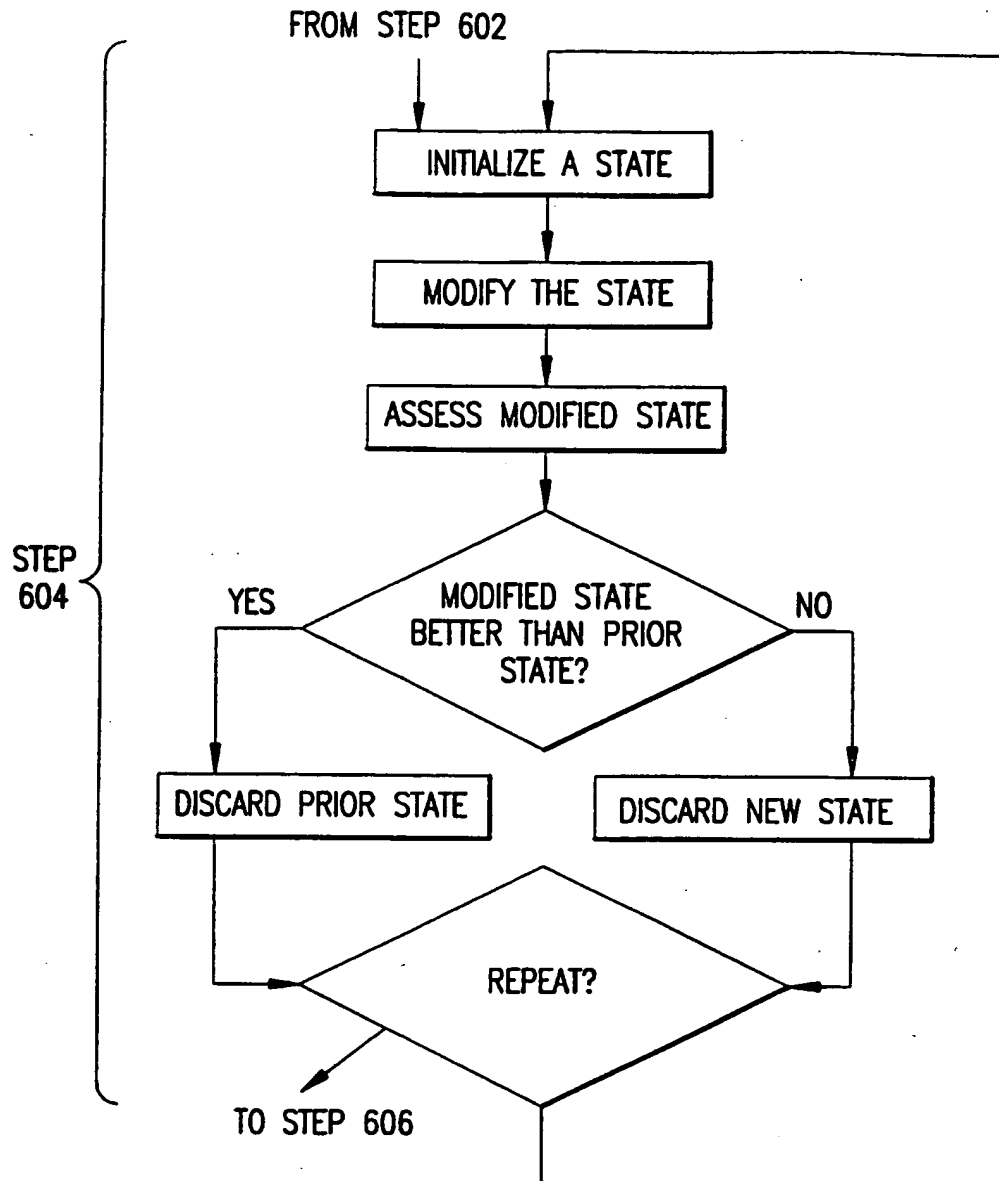 FROM STEP 602
INITIALIZE A STATE
MODIFY THE STATE
ASSESS MODIFIED STATE
STEP
604
YES
MODIFIED STATE
BETTER THAN PRIOR
STATE?
NO
DISCARD PRIOR STATE
DISCARD NEW STATE
REPEAT?
TO STEP 606